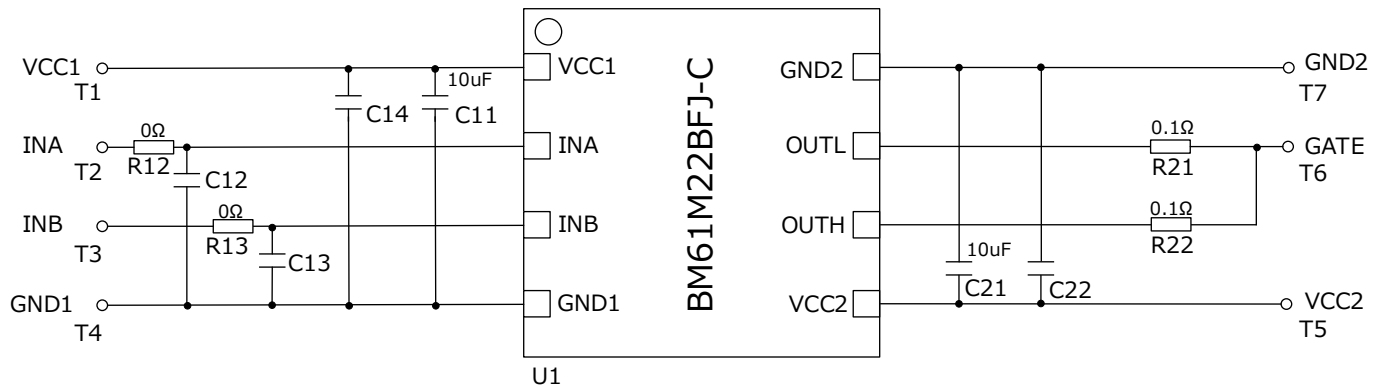 VCC1
T1
10uF
C14
C11
VCC1
INA
T2
0Ω
R12
C12
INA
INB
T3
0Ω
R13
C13
INB
GND1
T4
GND1
BM61M22BFJ-C
U1
GND2
GND2
T7
OUTL
0.1Ω
R21
GATE
T6
OUTH
0.1Ω
R22
10uF
C21
C22
VCC2
VCC2
T5